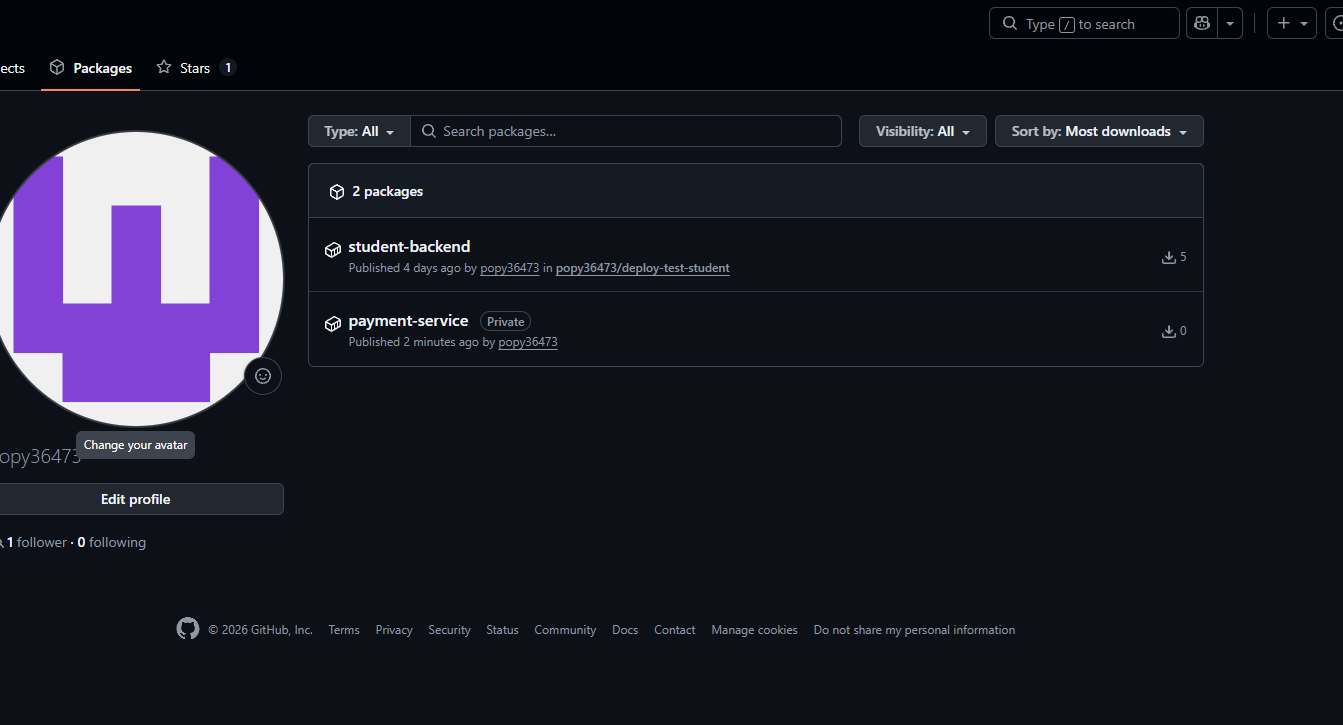 Type / to search
ects Packages Stars 1
Type: All Search packages... Visibility: All Sort by: Most downloads
2 packages
student-backend
Published 4 days ago by popy36473 in popy36473/deploy-test-student
5
payment-service Private
Published 2 minutes ago by popy36473
0
Change your avatar
opy36473
Edit profile
1 follower · 0 following
© 2026 GitHub, Inc. Terms Privacy Security Status Community Docs Contact Manage cookies Do not share my personal information